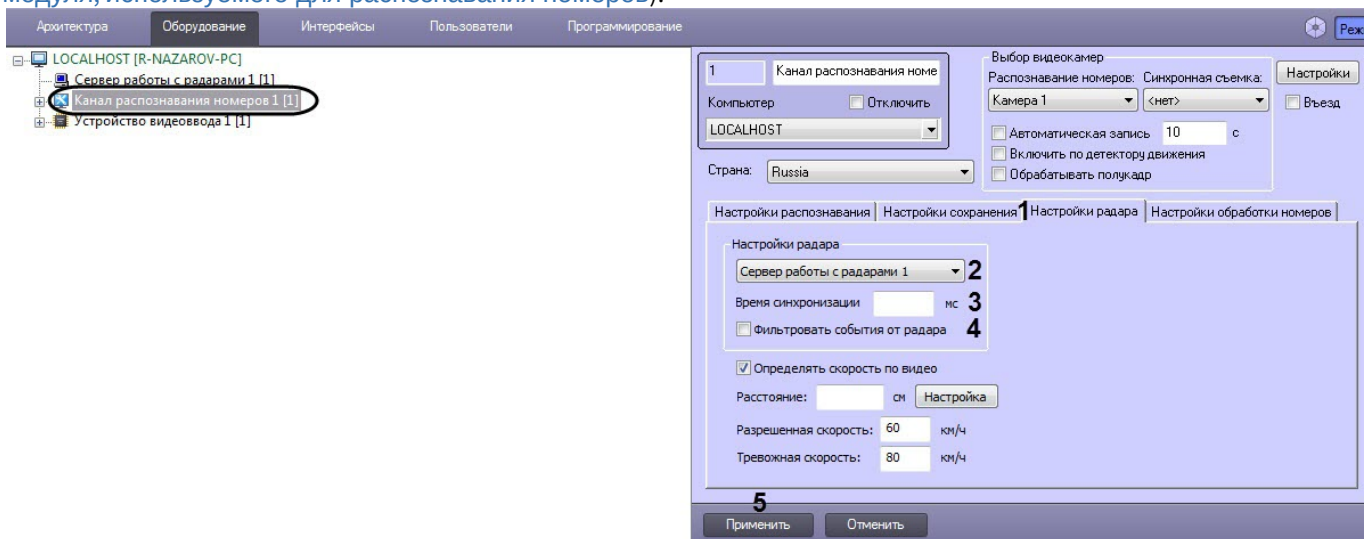 модуля, используемого для распознавания номеров).
Архитектура Оборудование Интерфейсы Пользователи Программирование Реж
LOCALHOST [R-NAZAROV-PC]
Сервер работы с радарами 1 [1]
Канал распознавания номеров 1 [1]
Устройство видеоввода 1 [1]
1 Канал распознавания номе
Компьютер Отключить
LOCALHOST
Страна: Russia
Выбор видеокамер
Распознавание номеров: Синхронная съемка:
Камера 1 <нет>
Автоматическая запись 10 с
Включить по детектору движения
Обрабатывать полукадр
Настройки
Въезд
Настройки распознавания Настройки сохранения 1 Настройки радара Настройки обработки номеров
Настройки радара
Сервер работы с радарами 1 2
Время синхронизации мс 3
Фильтровать события от радара 4
Определять скорость по видео
Расстояние: см Настройка
Разрешенная скорость: 60 км/ч
Тревожная скорость: 80 км/ч
5
Применить Отменить